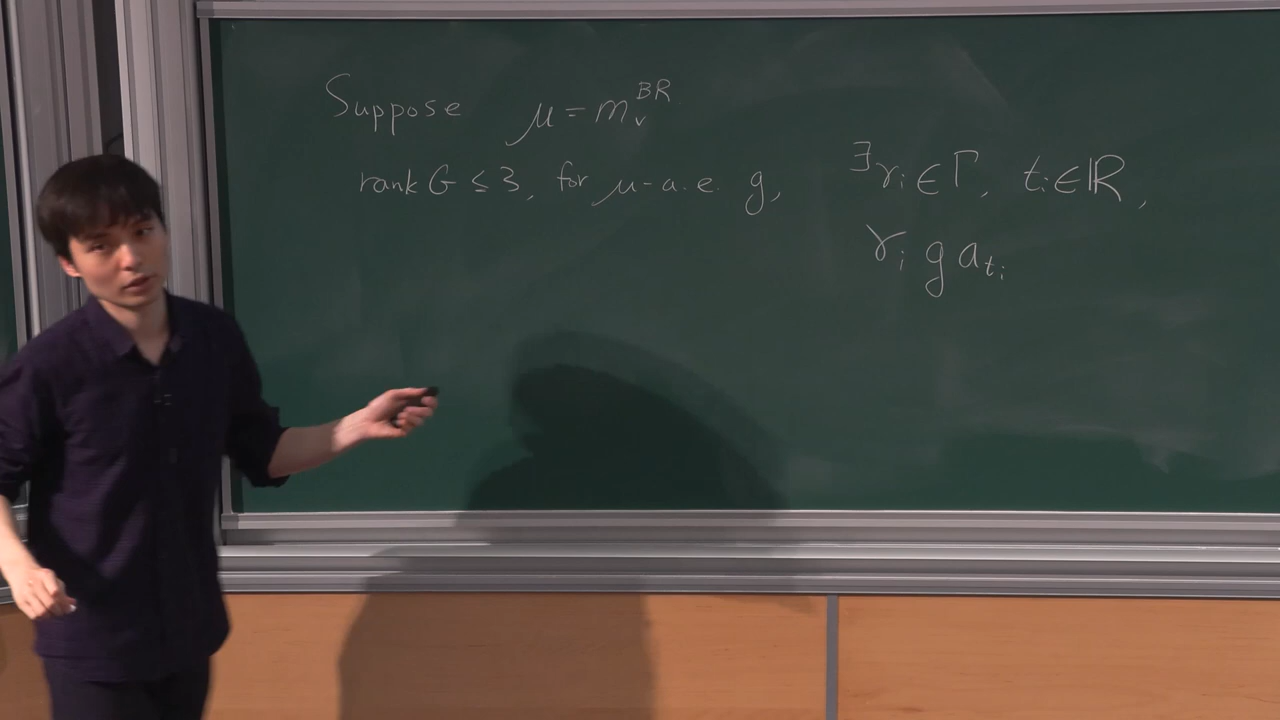 Suppose μ = m_v^{BR}
rank G ≤ 3, for μ-a.e. g, ∃γ_i ∈ Γ, t_i ∈ ℝ,
γ_i g a_{t_i}